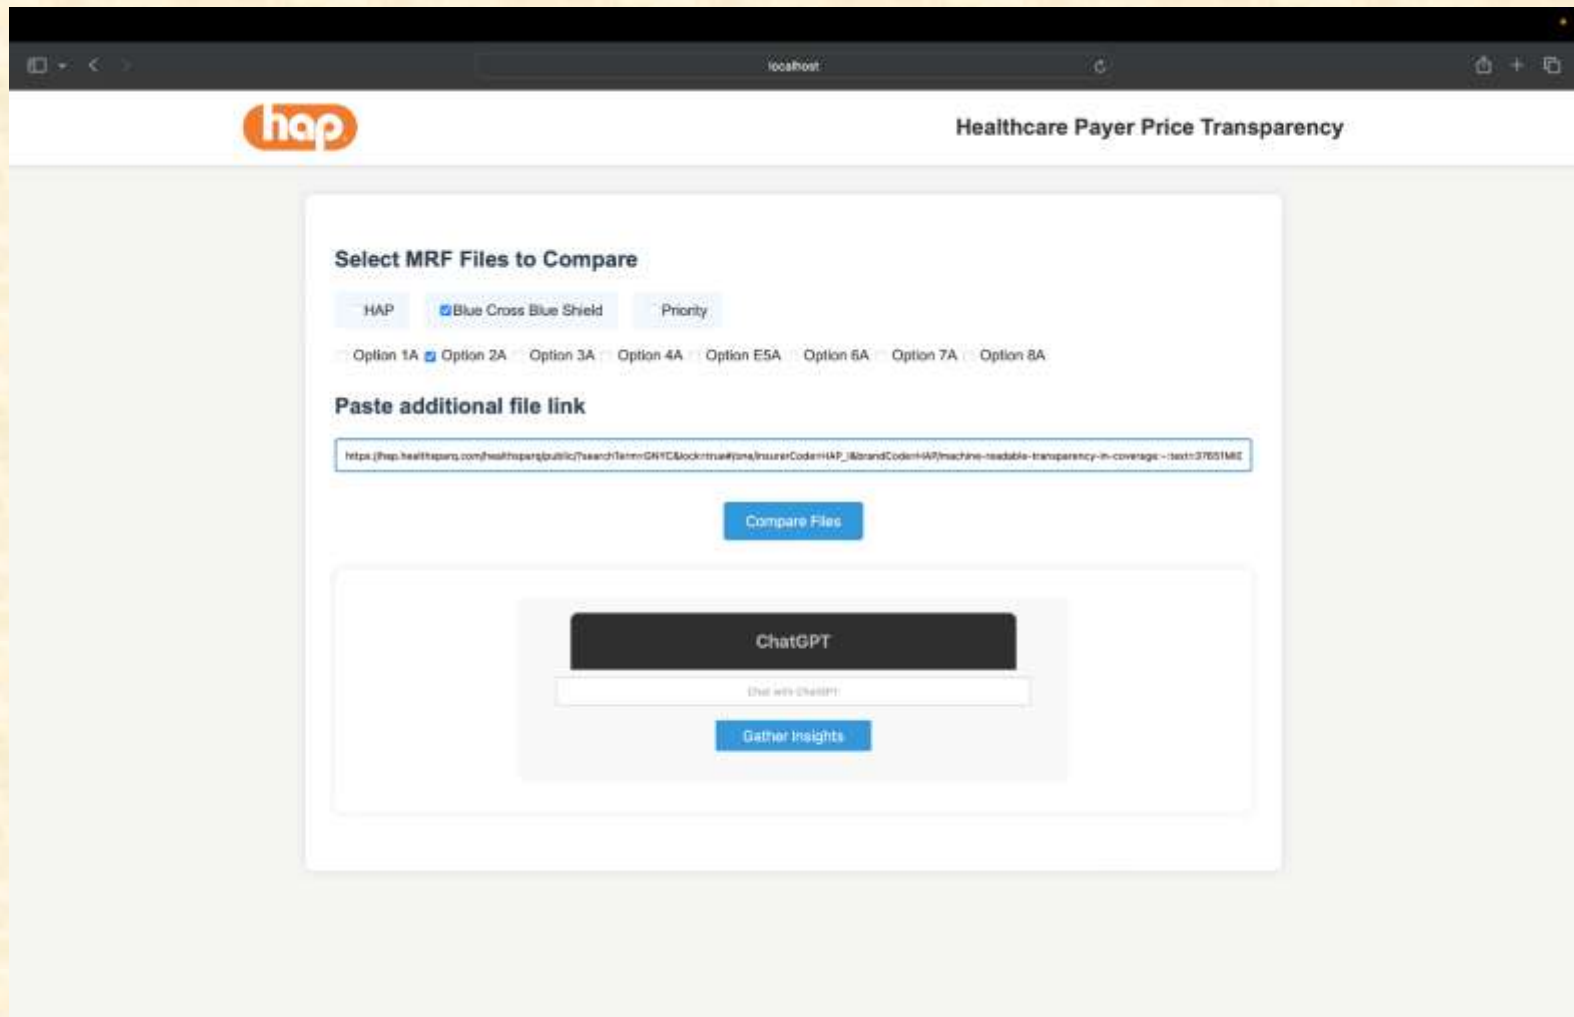 localhost
hap
Healthcare Payer Price Transparency
Select MRF Files to Compare
HAP Blue Cross Blue Shield Priority
Option 1A Option 2A Option 3A Option 4A Option E5A Option 6A Option 7A Option 8A
Paste additional file link
Compare Files
ChatGPT
Chat with ChatGPT
Gather Insights